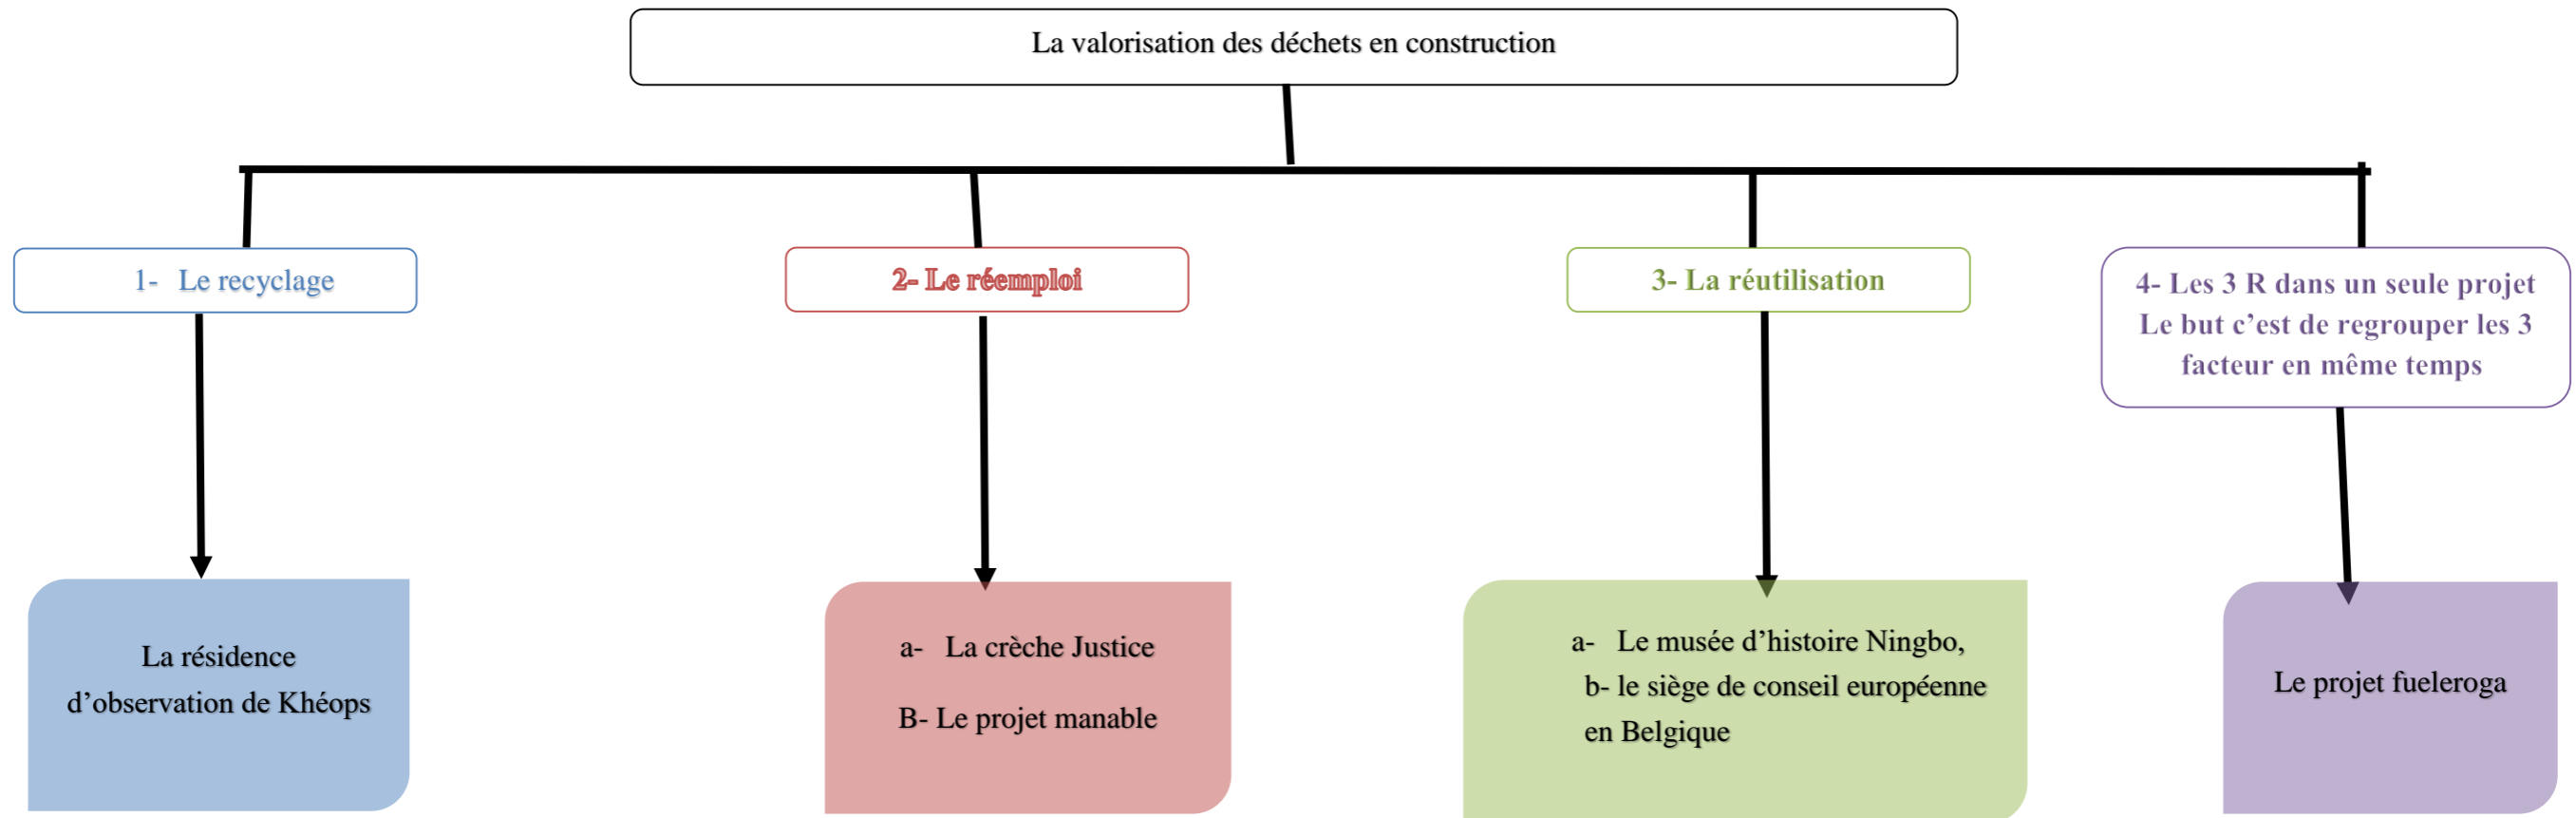 La valorisation des déchets en construction
1- Le recyclage
2- Le réemploi
3- La réutilisation
4- Les 3 R dans un seule projet
Le but c’est de regrouper les 3
facteur en même temps
La résidence
d’observation de Khéops
a- La crèche Justice
B- Le projet manable
a- Le musée d’histoire Ningbo,
b- le siège de conseil européenne
en Belgique
Le projet fueleroga